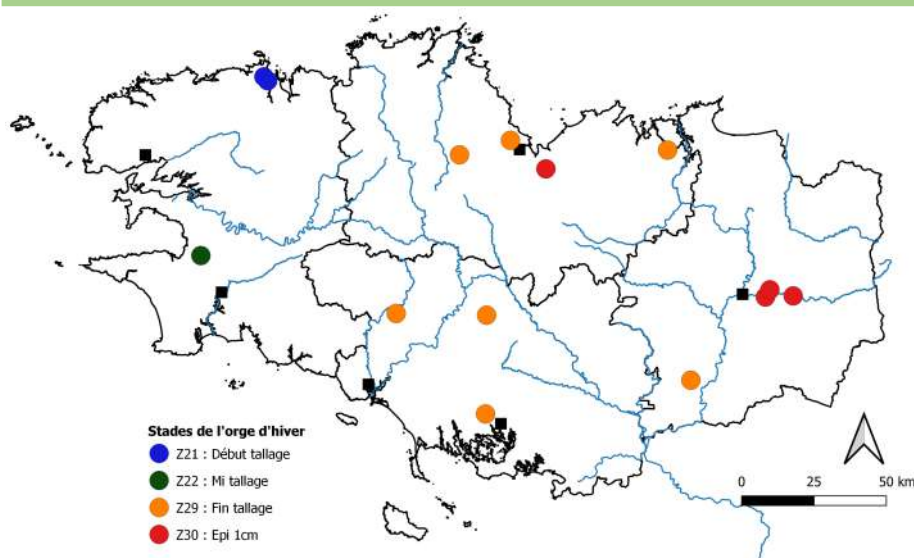 Stades de l'orge d'hiver
Z21 : Début tallage
Z22 : Mi tallage
Z29 : Fin tallage
Z30 : Epi 1cm
0 25 50 km